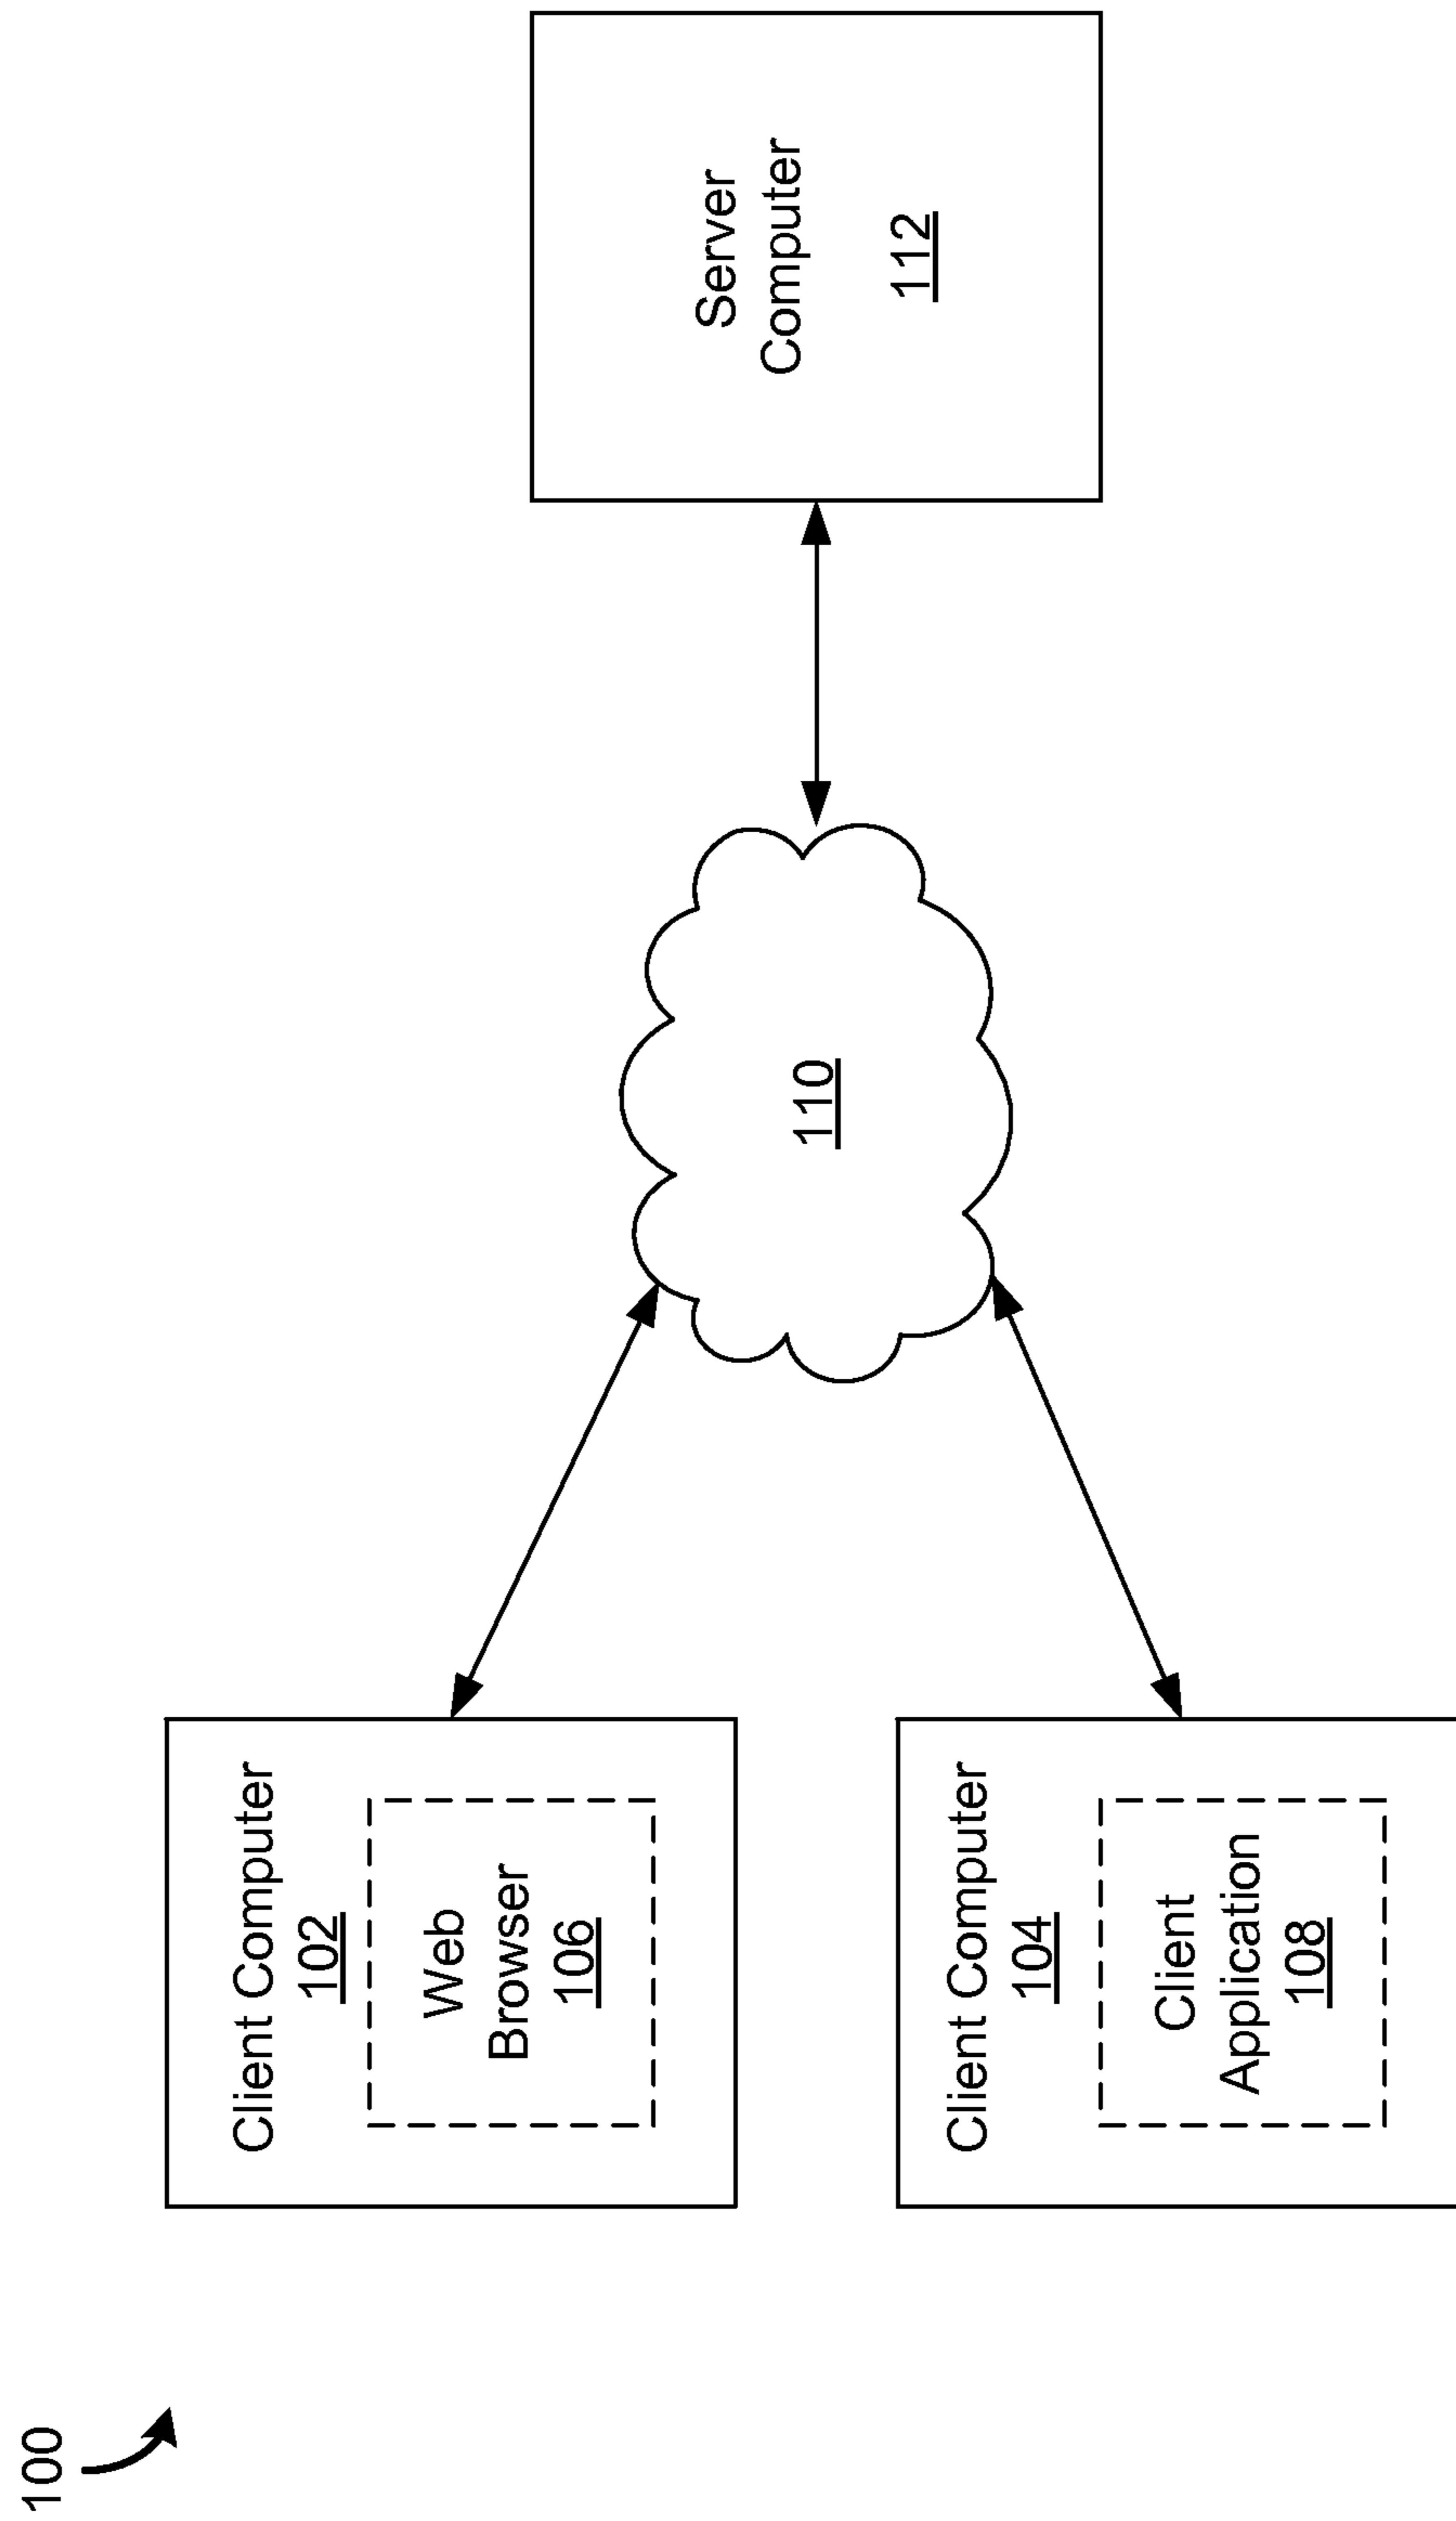 100
Client Computer
102
Web
Browser
106
Client Computer
104
Client
Application
108
110
Server
Computer
112